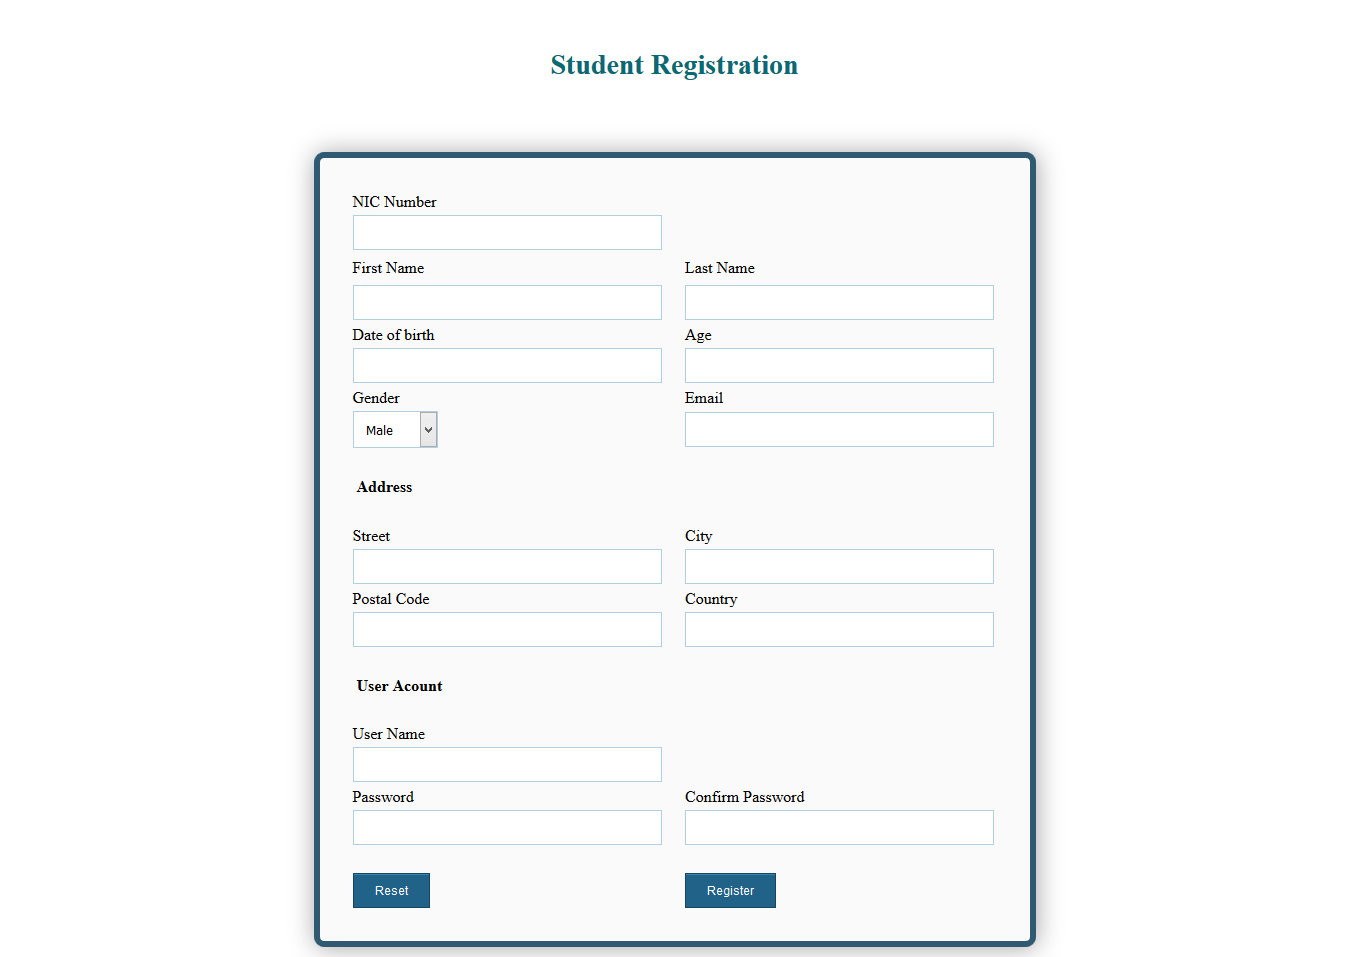 Student Registration
NIC Number
First Name Last Name
Date of birth Age
Gender Email
Male
Address
Street City
Postal Code Country
User Acount
User Name
Password Confirm Password
Reset Register